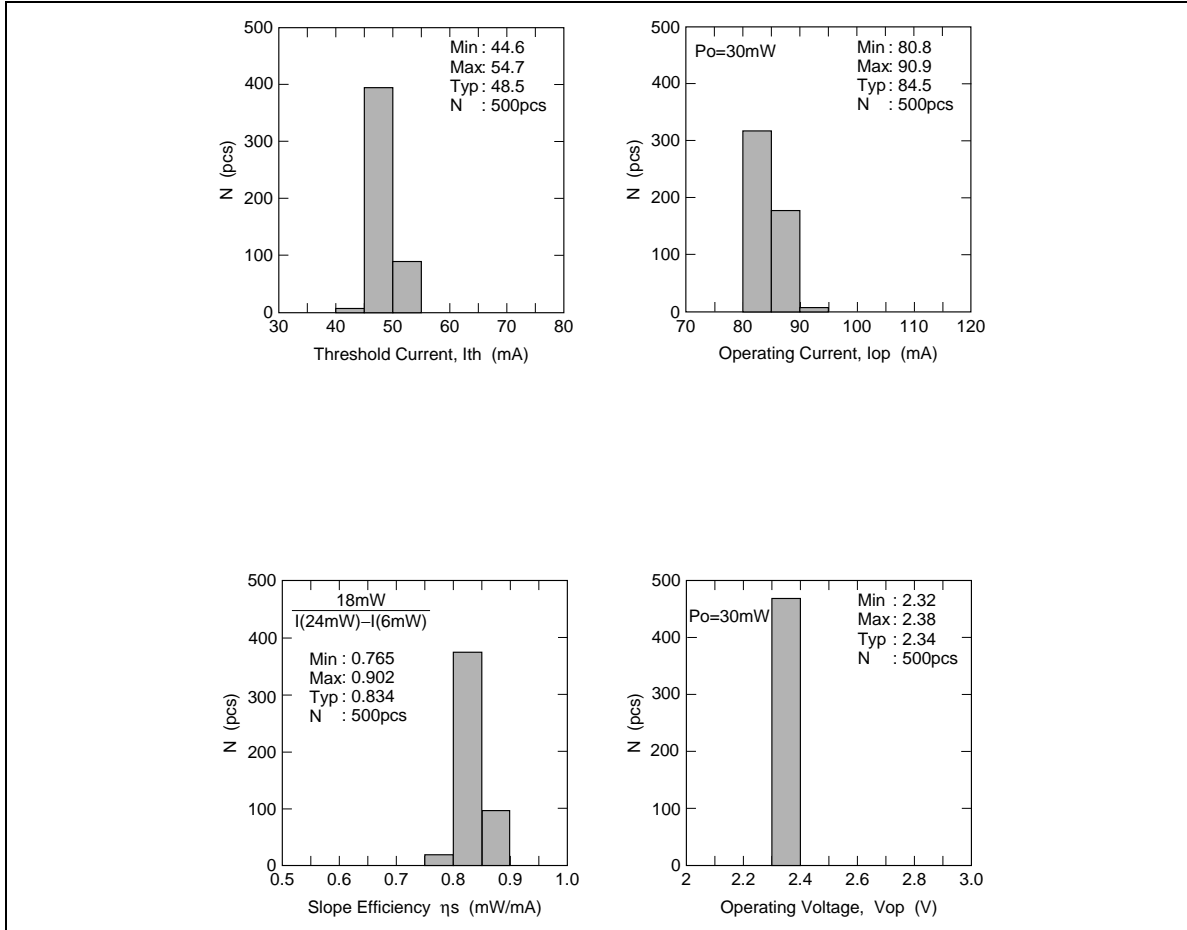 500
400
300
200
100
0
N (pcs)
Min : 44.6
Max: 54.7
Typ : 48.5
N : 500pcs
30 40 50 60 70 80
Threshold Current, Ith (mA)
500
400
300
200
100
0
N (pcs)
Po=30mW
Min : 80.8
Max: 90.9
Typ : 84.5
N : 500pcs
70 80 90 100 110 120
Operating Current, Iop (mA)
500
400
300
200
100
0
N (pcs)
18mW
I(24mW)–I(6mW)
Min : 0.765
Max: 0.902
Typ : 0.834
N : 500pcs
0.5 0.6 0.7 0.8 0.9 1.0
Slope Efficiency ηs (mW/mA)
500
400
300
200
100
0
N (pcs)
Po=30mW
Min : 2.32
Max : 2.38
Typ : 2.34
N : 500pcs
2 2.2 2.4 2.6 2.8 3.0
Operating Voltage, Vop (V)